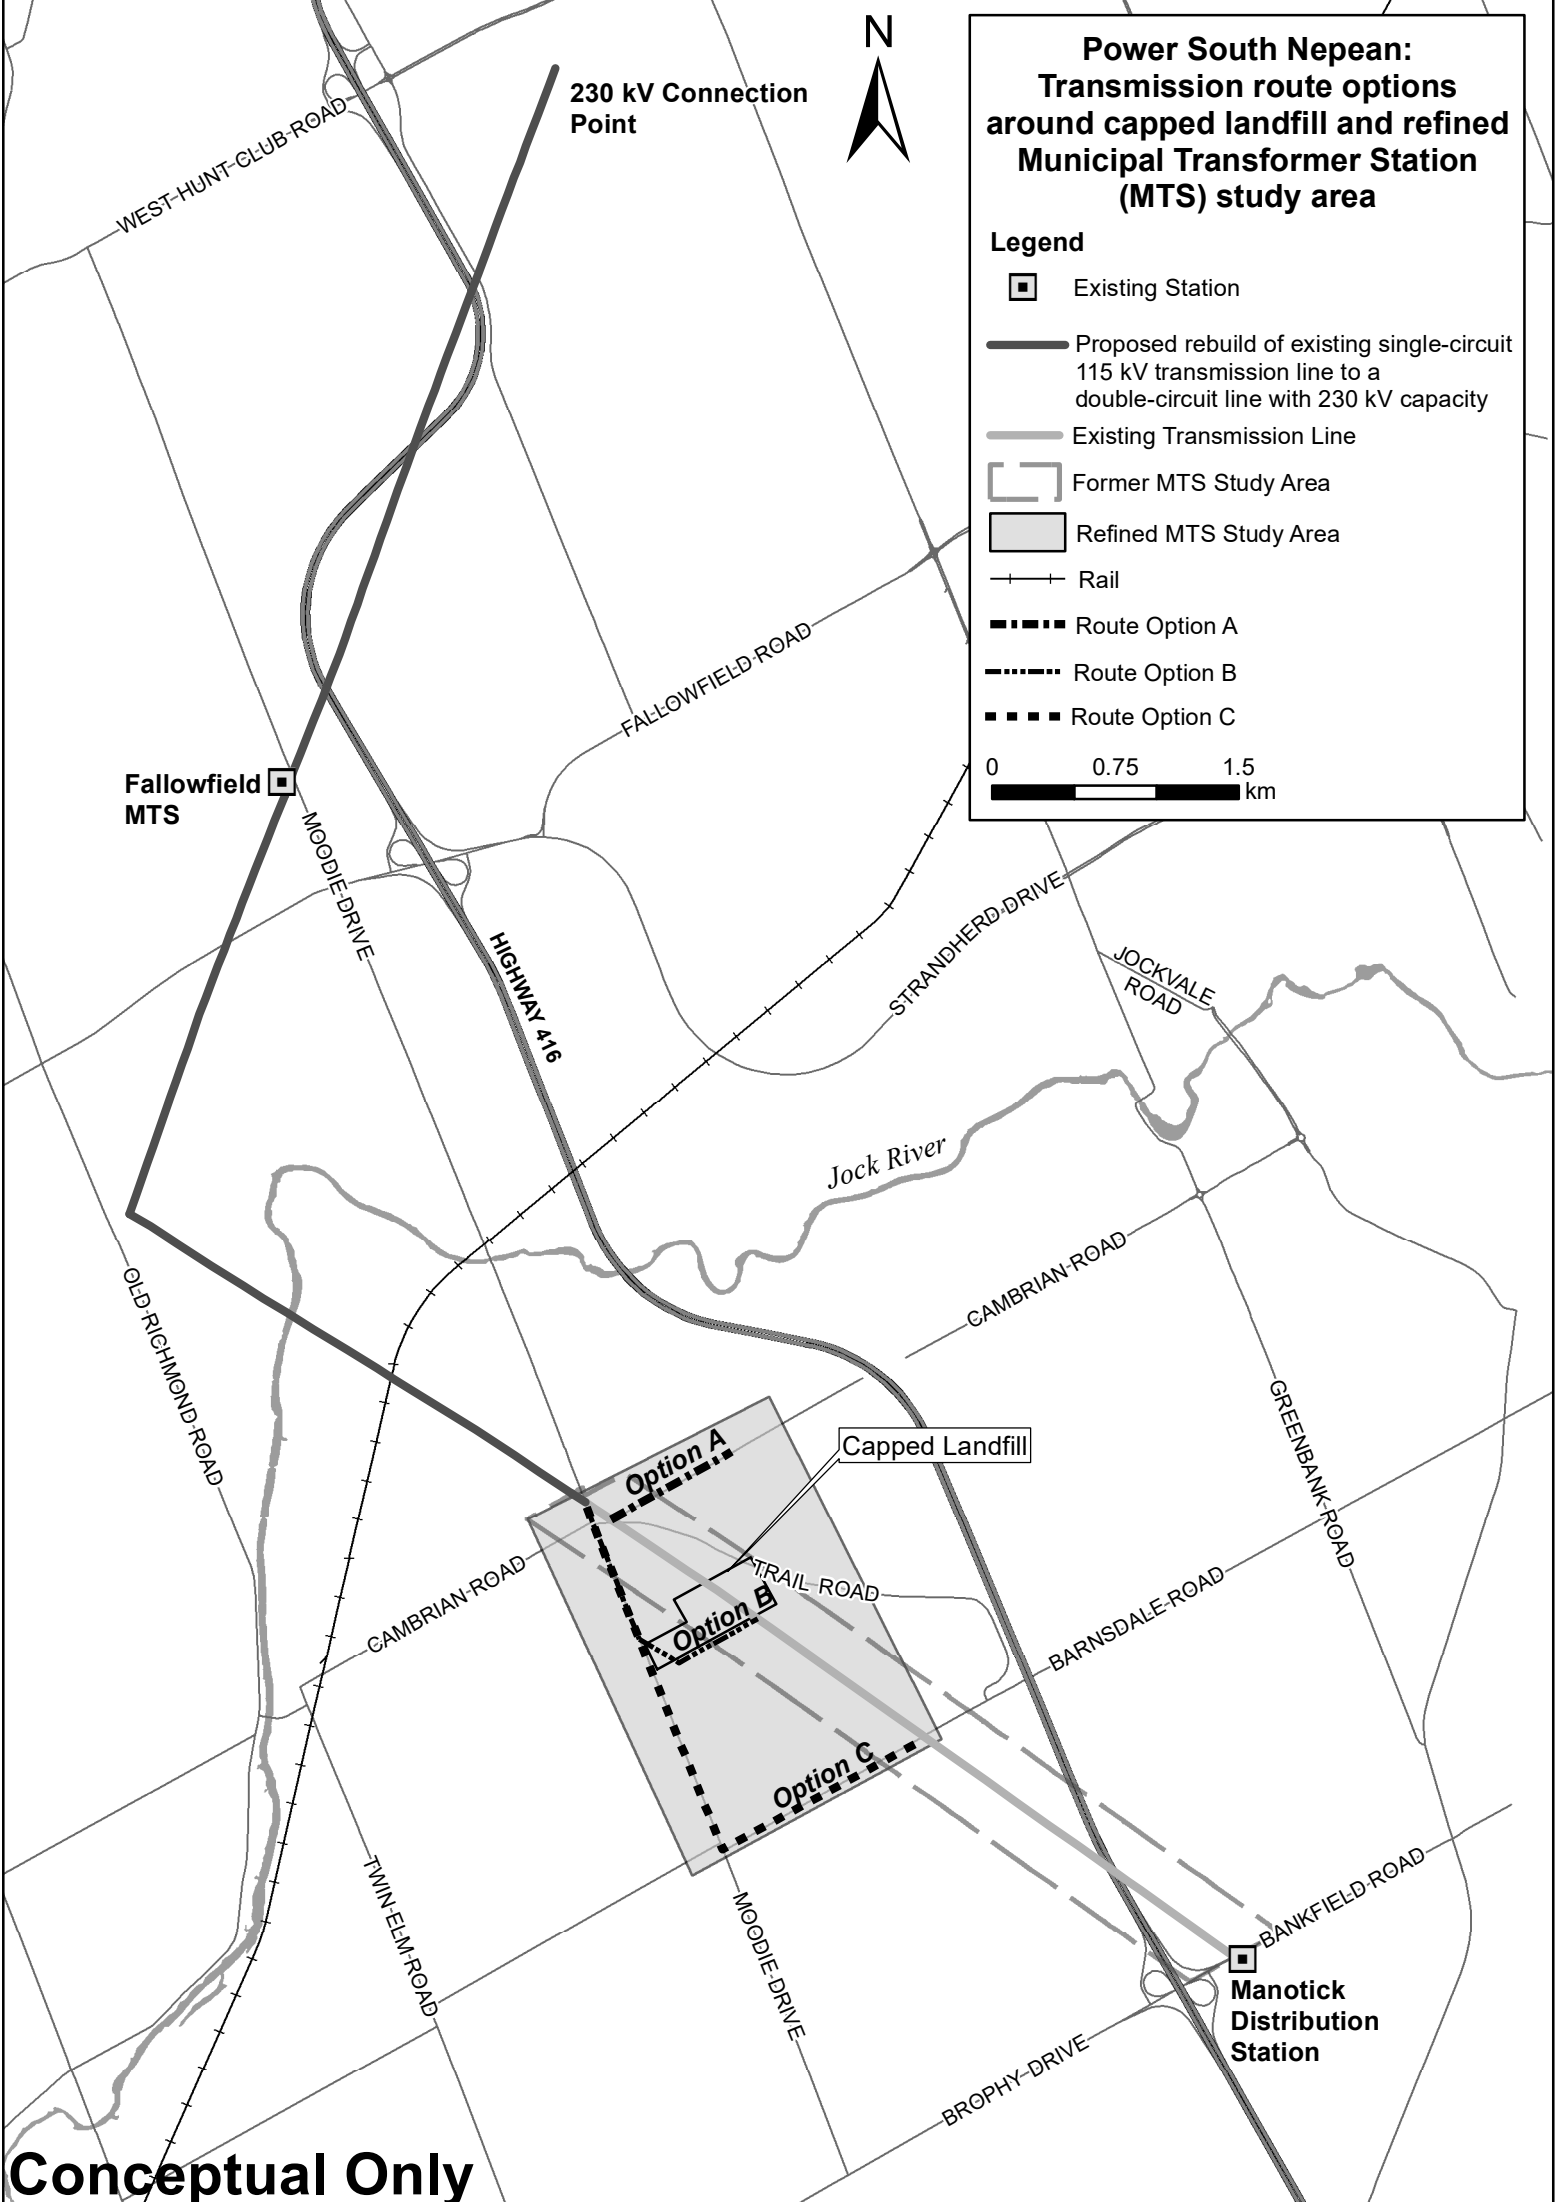 N
230 kV Connection
Point
WEST HUNT CLUB ROAD
Power South Nepean:
Transmission route options
around capped landfill and refined
Municipal Transformer Station
(MTS) study area
Legend
Existing Station
Proposed rebuild of existing single-circuit
115 kV transmission line to a
double-circuit line with 230 kV capacity
Existing Transmission Line
Former MTS Study Area
Refined MTS Study Area
Rail
Route Option A
Route Option B
Route Option C
0 0.75 1.5
km
FALLOWFIELD ROAD
Fallowfield
MTS
MOODIE DRIVE
HIGHWAY 416
STRANDHERD DRIVE
JOCKVALE
ROAD
Jock River
CAMBRIAN ROAD
OLD RICHMOND ROAD
GREENBANK ROAD
Capped Landfill
Option A
CAMBRIAN ROAD
TRAIL ROAD
Option B
BARNSDALE ROAD
Option C
TWIN ELM ROAD
MOODIE DRIVE
BANKFIELD ROAD
Manotick
Distribution
Station
BROPHY DRIVE
Conceptual Only